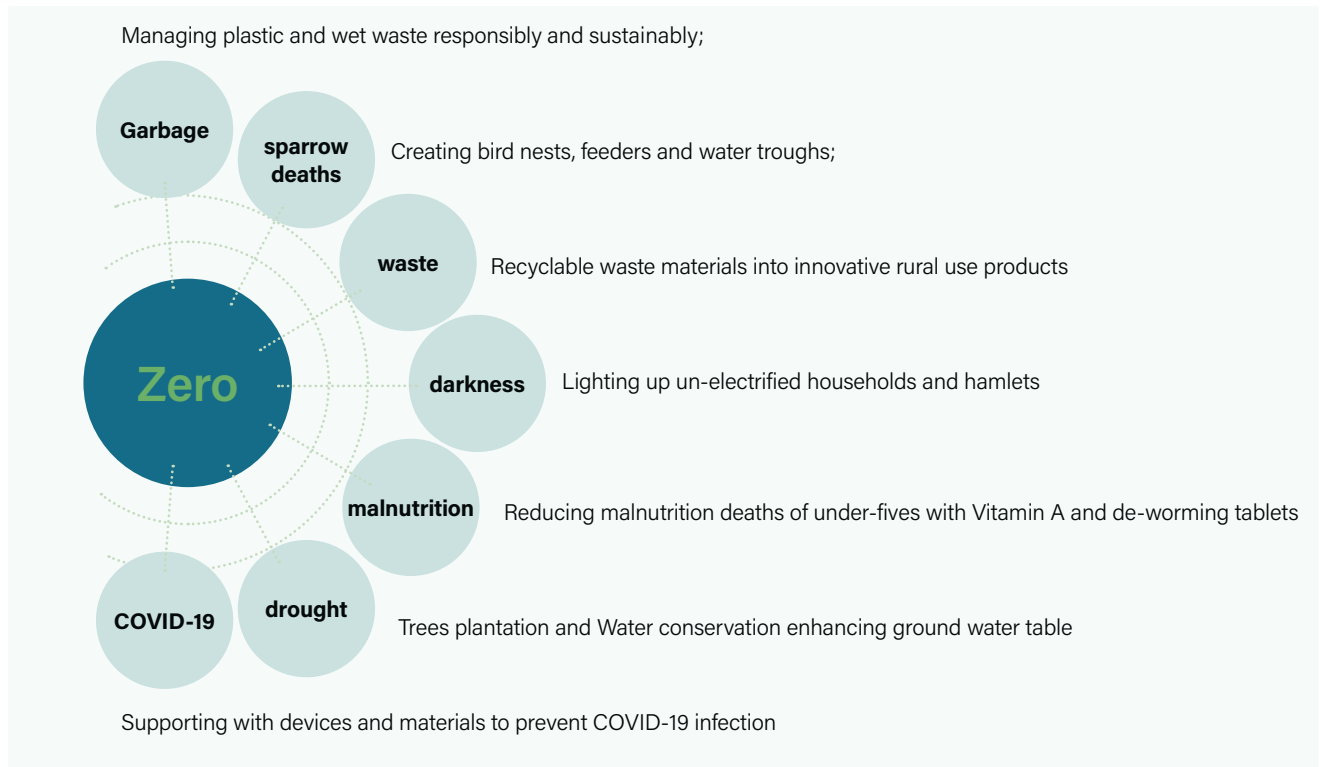 Managing plastic and wet waste responsibly and sustainably;
Garbage
sparrow
deaths
Creating bird nests, feeders and water troughs;
waste
Recyclable waste materials into innovative rural use products
Zero
darkness
Lighting up un-electrified households and hamlets
malnutrition
Reducing malnutrition deaths of under-fives with Vitamin A and de-worming tablets
drought
Trees plantation and Water conservation enhancing ground water table
COVID-19
Supporting with devices and materials to prevent COVID-19 infection